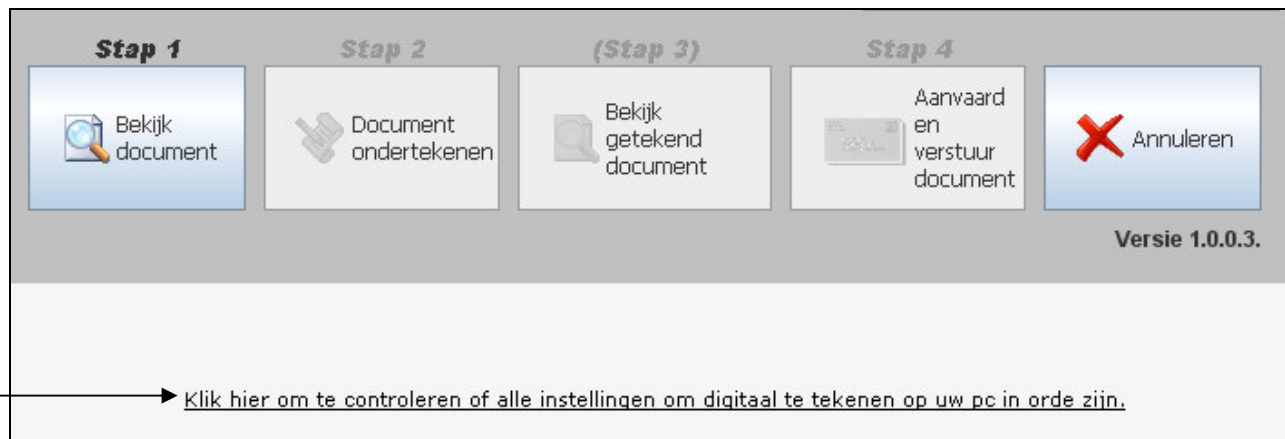 Stap 1
Bekijk
document
Stap 2
Document
ondertekenen
(Stap 3)
Bekijk
getekend
document
Stap 4
Aanvaard
en
verstuur
document
Annuleren
Versie 1.0.0.3.
Klik hier om te controleren of alle instellingen om digitaal te tekenen op uw pc in orde zijn.